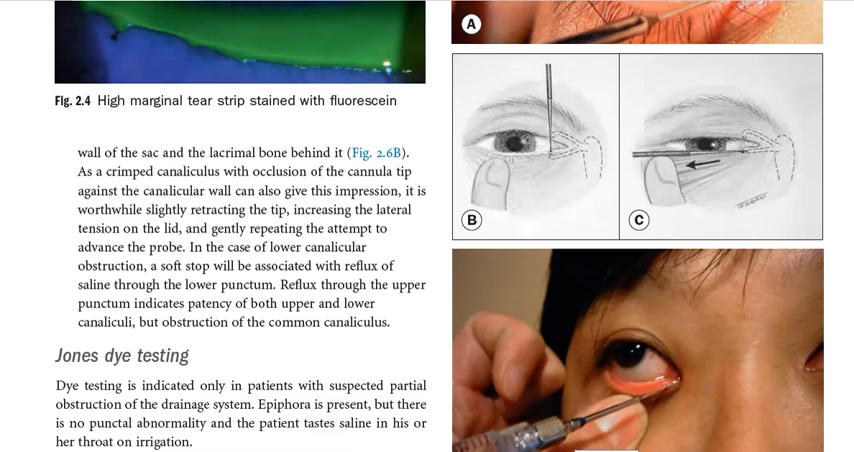 Fig. 2.4 High marginal tear strip stained with fluorescein
wall of the sac and the lacrimal bone behind it (Fig. 2.6B).
As a crimped canaliculus with occlusion of the cannula tip
against the canalicular wall can also give this impression, it is
worthwhile slightly retracting the tip, increasing the lateral
tension on the lid, and gently repeating the attempt to
advance the probe. In the case of lower canalicular
obstruction, a soft stop will be associated with reflux of
saline through the lower punctum. Reflux through the upper
punctum indicates patency of both upper and lower
canaliculi, but obstruction of the common canaliculus.
Jones dye testing
Dye testing is indicated only in patients with suspected partial
obstruction of the drainage system. Epiphora is present, but there
is no punctal abnormality and the patient tastes saline in his or
her throat on irrigation.
A
B
C